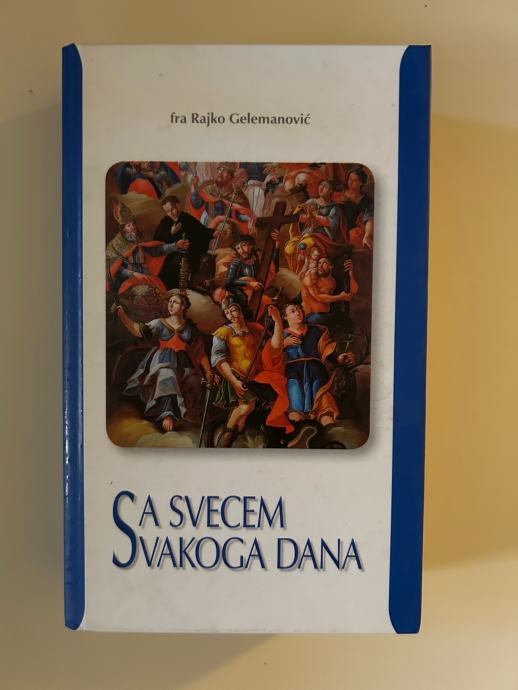 fra Rajko Gelemanović
SA SVECEM
SVAKOGA DANA